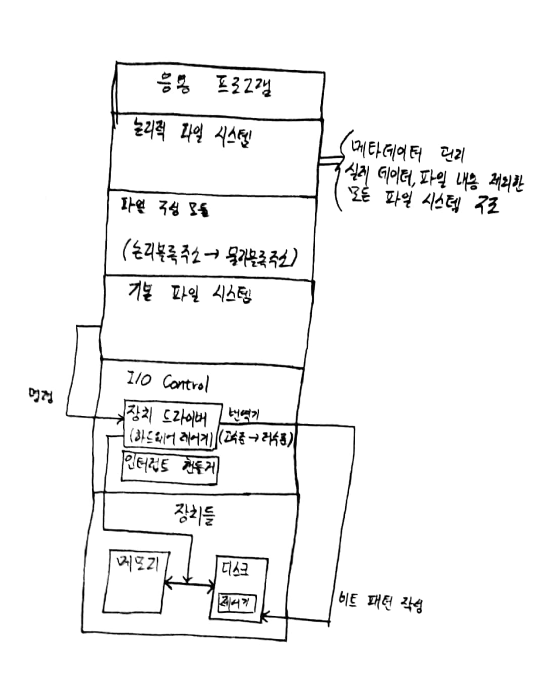 응용 프로그램
논리적 파일 시스템
메타데이터 관리
실제 데이터, 파일 내용 제외한
모든 파일 시스템 구조
파일 구성 모듈
(논리블록주소 → 물리블록주소)
기본 파일 시스템
I/O Control
명령
장치 드라이버
번역기
(하드웨어 제어기)
(고수준 → 저수준)
인터럽트 핸들러
장치들
메모리
디스크
제어기
비트 패턴 작성